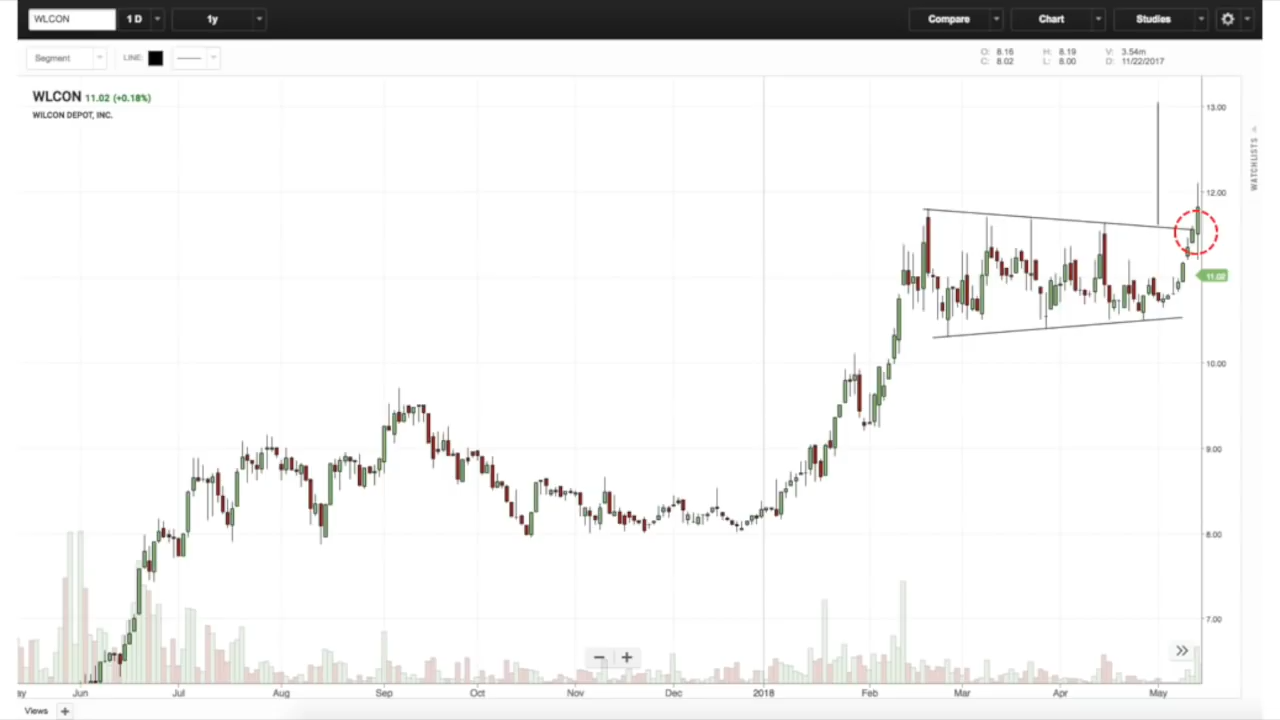 WLCON 1 D 1y Compare Chart Studies
Segment LINE: O: 8.16 H: 8.19 V: 3.54m
C: 8.02 L: 8.00 D: 11/22/2017
WLCON 11.02 (+0.18%)
WILCON DEPOT, INC.
13.00
WATCHLISTS
12.00
11.02
10.00
9.00
8.00
7.00
ay Jun Jul Aug Sep Oct Nov Dec 2018 Feb Mar Apr May
Views